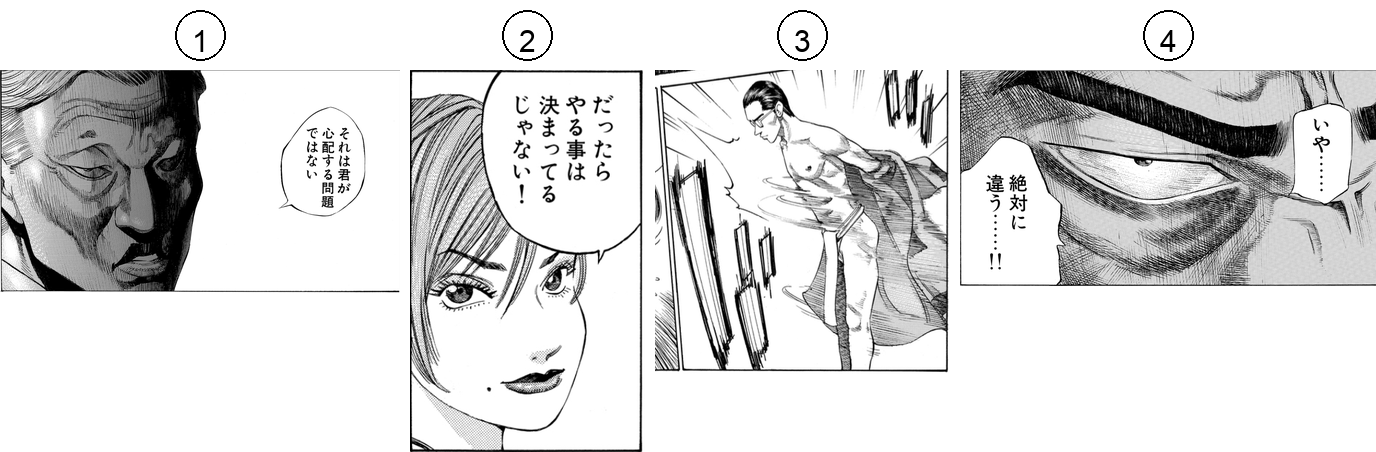 1
それは君が
心配する問題
ではない
2
だったら
やる事は
決まってる
じゃない！
3
4
いや……
絶対に
違う……!!